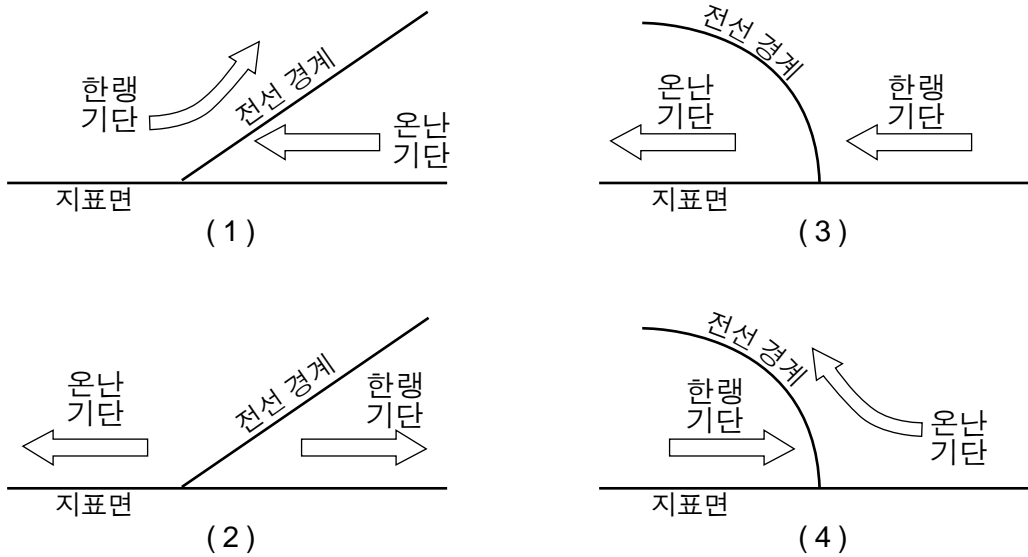 한랭
기단
전선 경계
온난
기단
지표면
( 1 )
전선 경계
온난
기단
한랭
기단
지표면
( 3 )
온난
기단
전선 경계
한랭
기단
지표면
( 2 )
전선 경계
한랭
기단
온난
기단
지표면
( 4 )